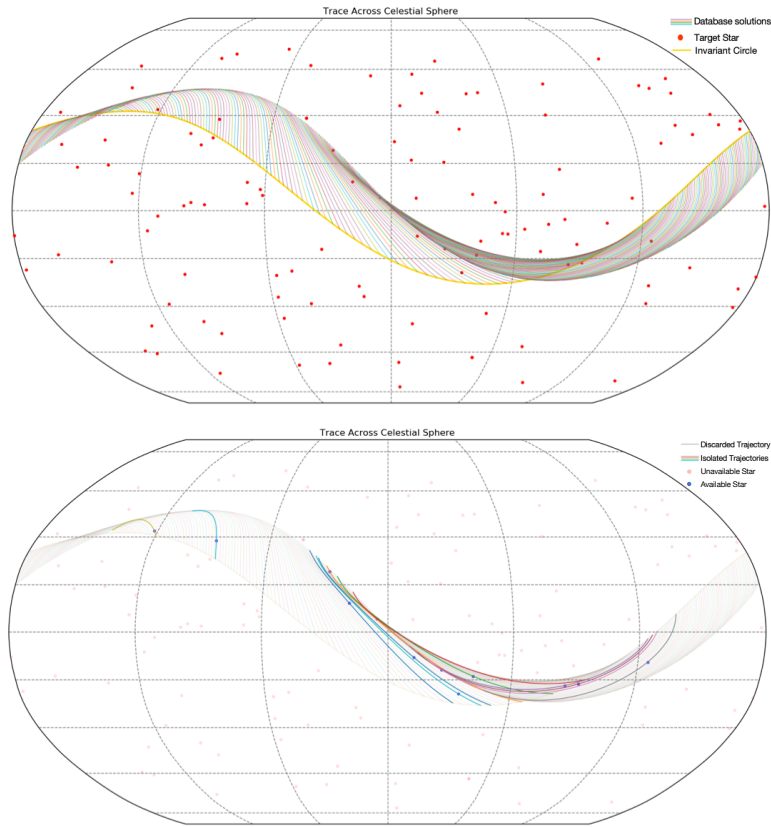 Trace Across Celestial Sphere
Database solutions
Target Star
Invariant Circle
Trace Across Celestial Sphere
Discarded Trajectory
Isolated Trajectories
Unavailable Star
Available Star